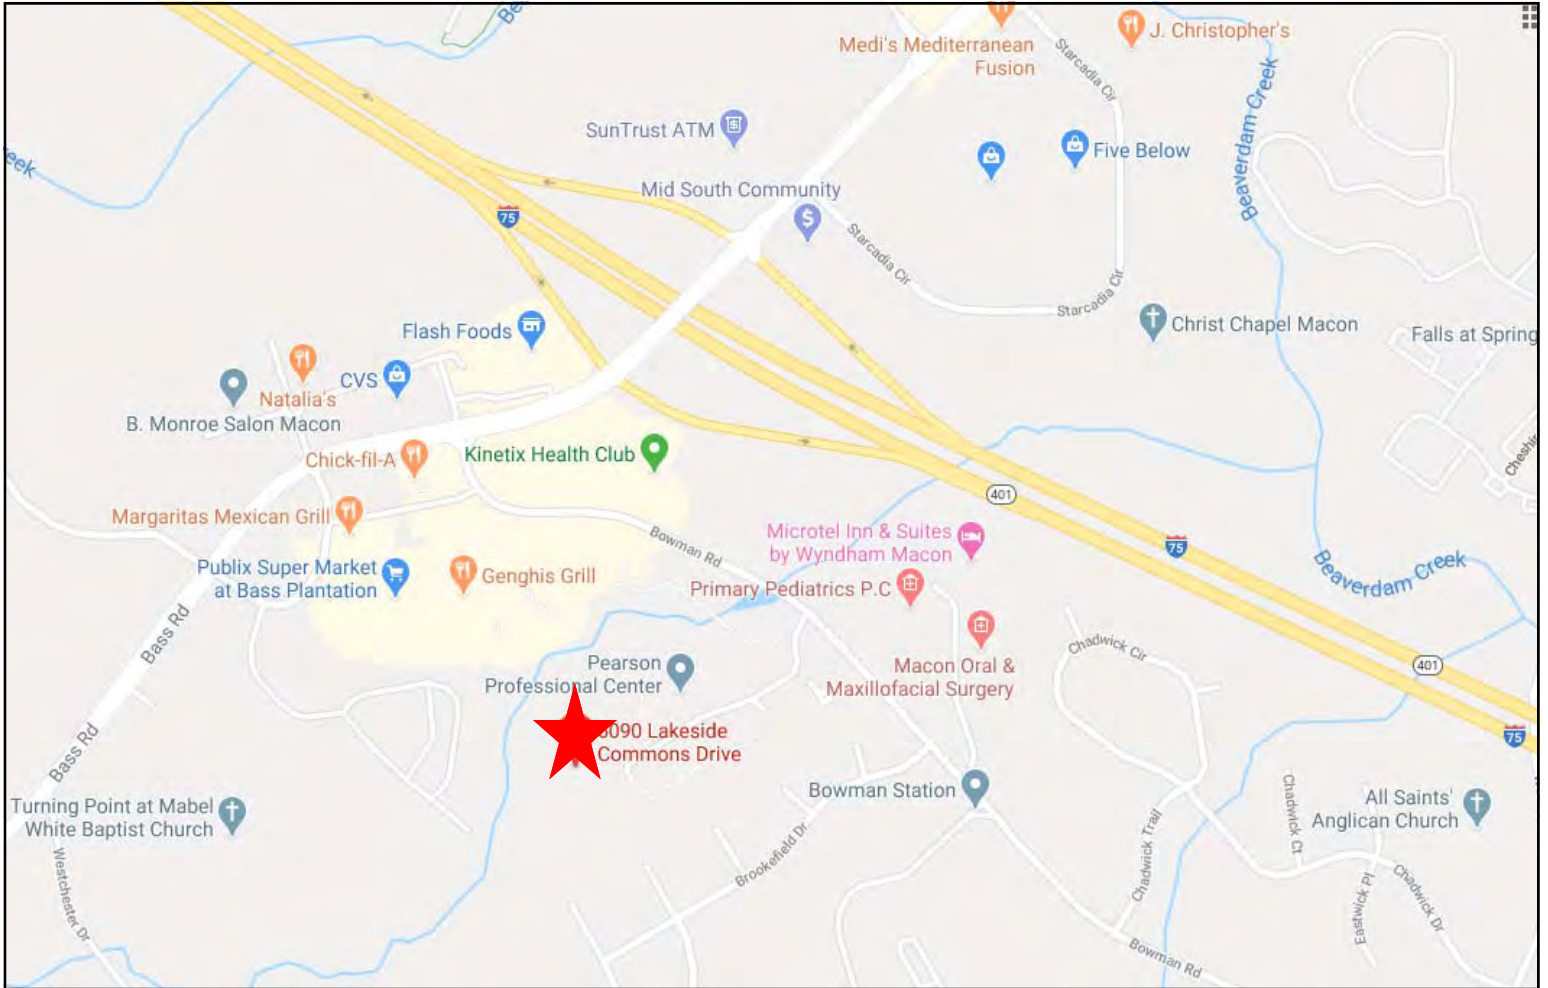 Be
J. Christopher's
Medi's Mediterranean
Fusion
Starcadia Cir
Beaverdam Creek
SunTrust ATM
Five Below
eek
Mid South Community
75
Starcadia Cir
Starcadia Cir
Christ Chapel Macon
Falls at Spring
Flash Foods
CVS
Natalia's
B. Monroe Salon Macon
Chick-fil-A
Kinetix Health Club
Cheshir
401
Margaritas Mexican Grill
Bowman Rd
Microtel Inn & Suites
by Wyndham Macon
75
Publix Super Market
at Bass Plantation
Genghis Grill
Primary Pediatrics P.C
Beaverdam Creek
Bass Rd
Chadwick Cir
Pearson
Professional Center
Macon Oral &
Maxillofacial Surgery
401
090 Lakeside
Commons Drive
75
Bass Rd
Bowman Station
Turning Point at Mabel
White Baptist Church
All Saints'
Anglican Church
Chadwick Ct
Chadwick Trail
Brookefield Dr
Westchester Dr
Eastwick Pl
Chadwick Dr
Bowman Rd